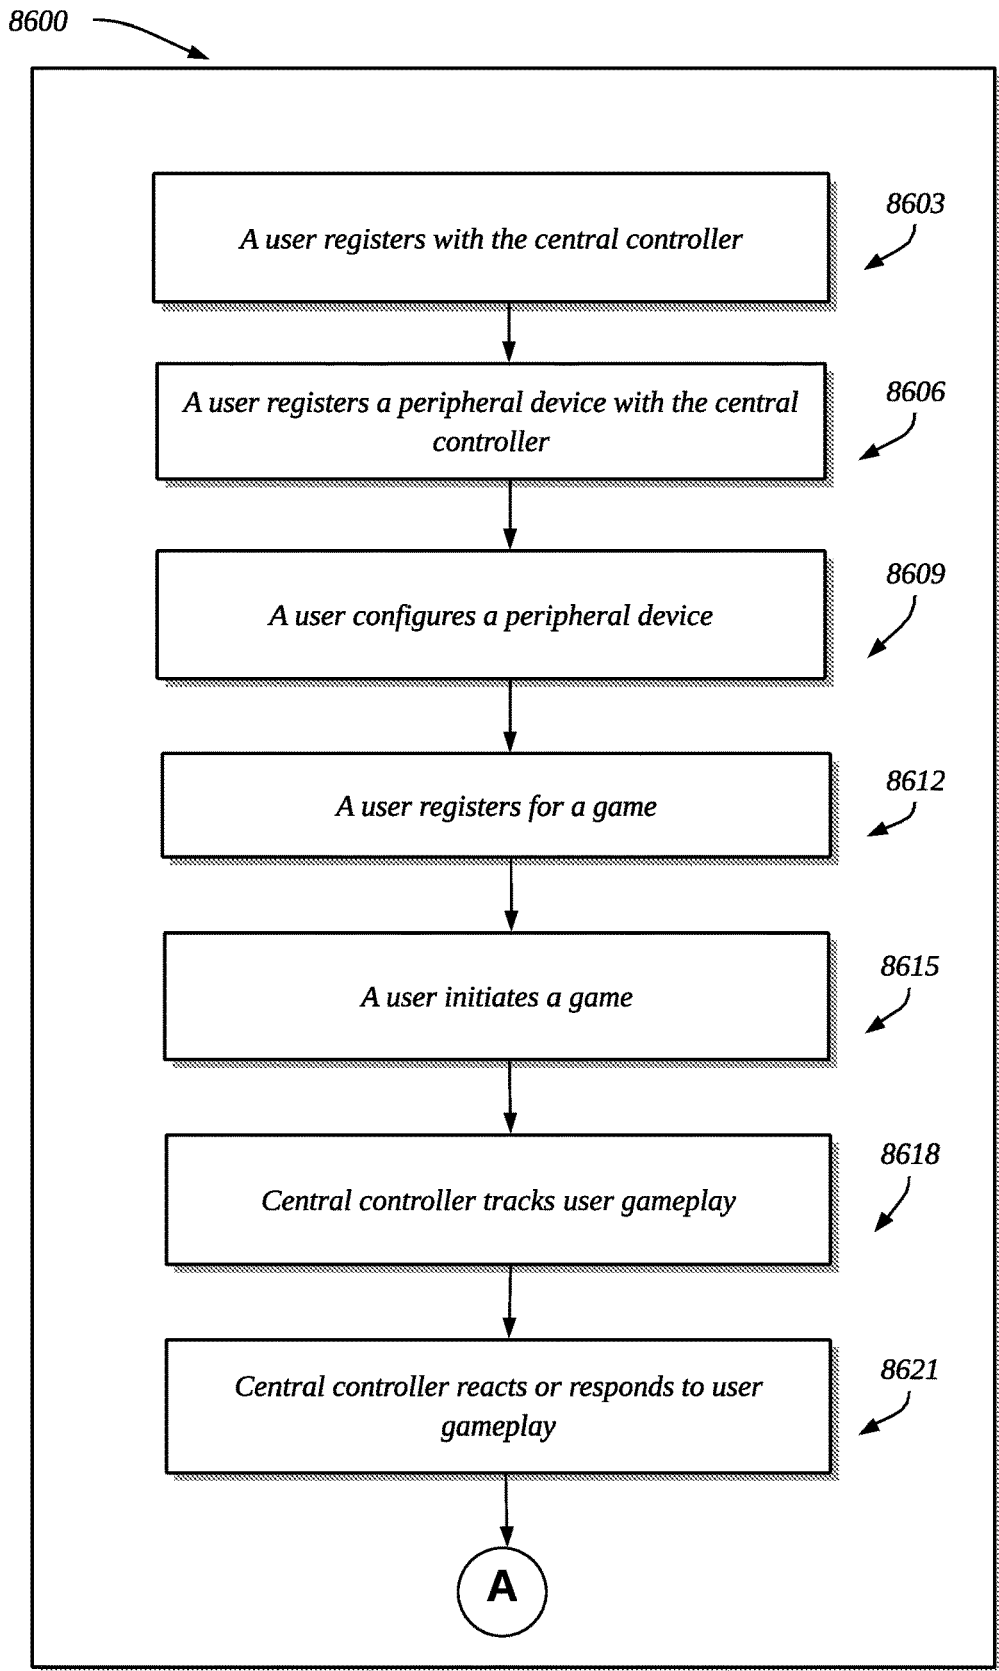 8600
A user registers with the central controller
8603
A user registers a peripheral device with the central
controller
8606
A user configures a peripheral device
8609
A user registers for a game
8612
A user initiates a game
8615
Central controller tracks user gameplay
8618
Central controller reacts or responds to user
gameplay
8621
A